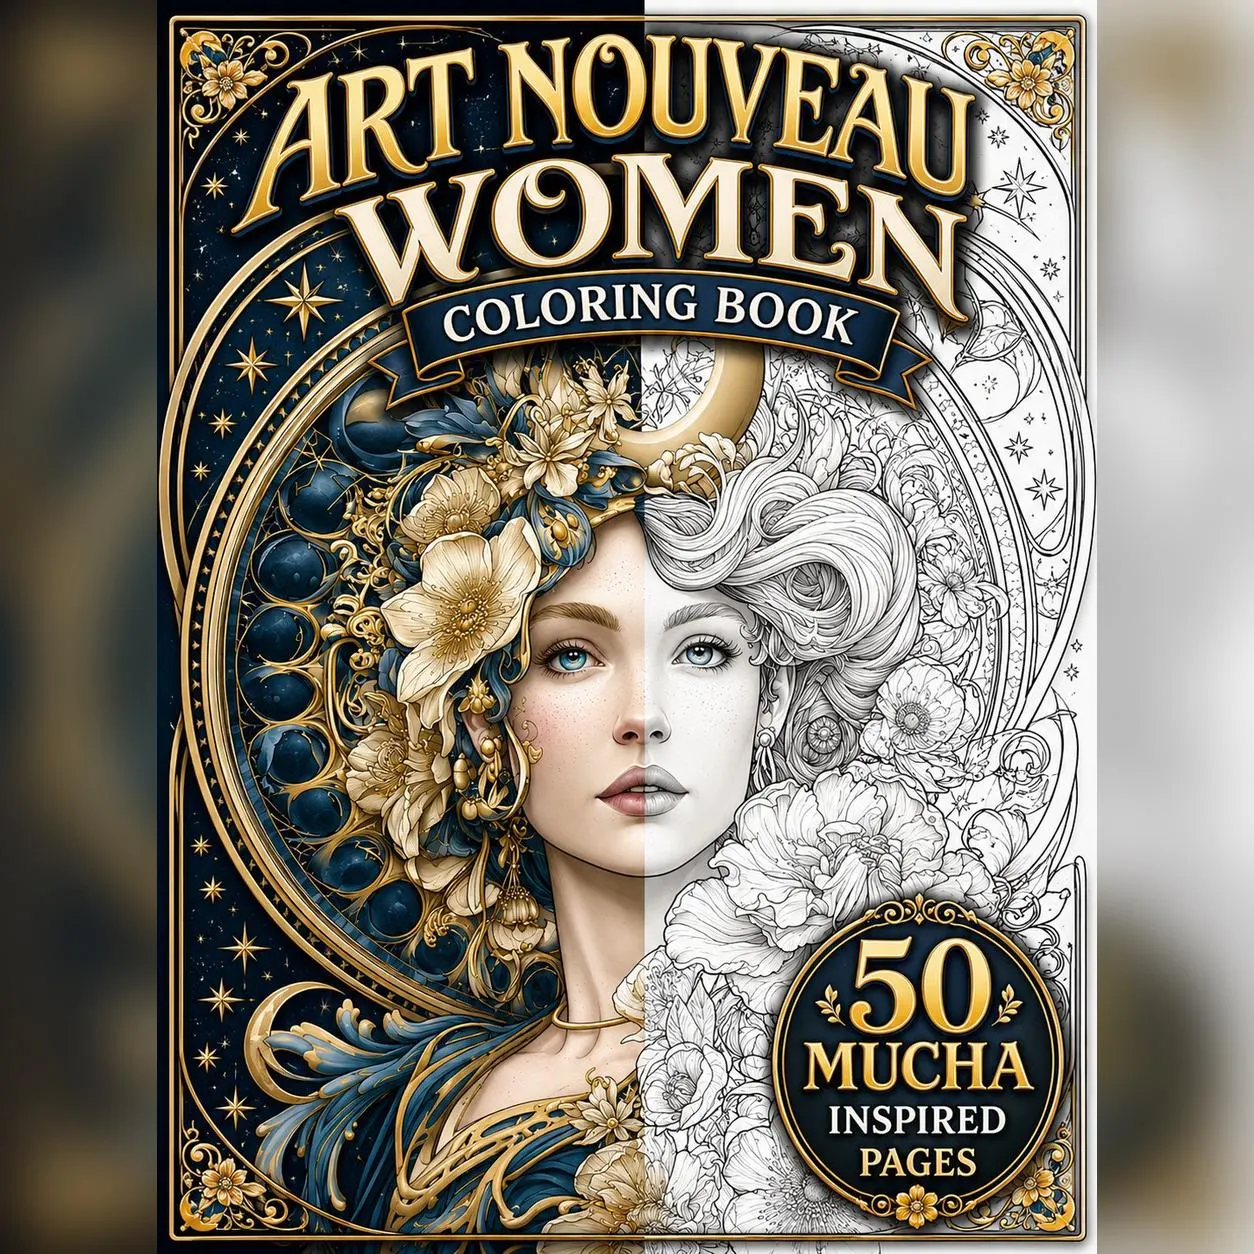 ART NOUVEAU
WOMEN
COLORING BOOK
50
MUCHA
INSPIRED
PAGES